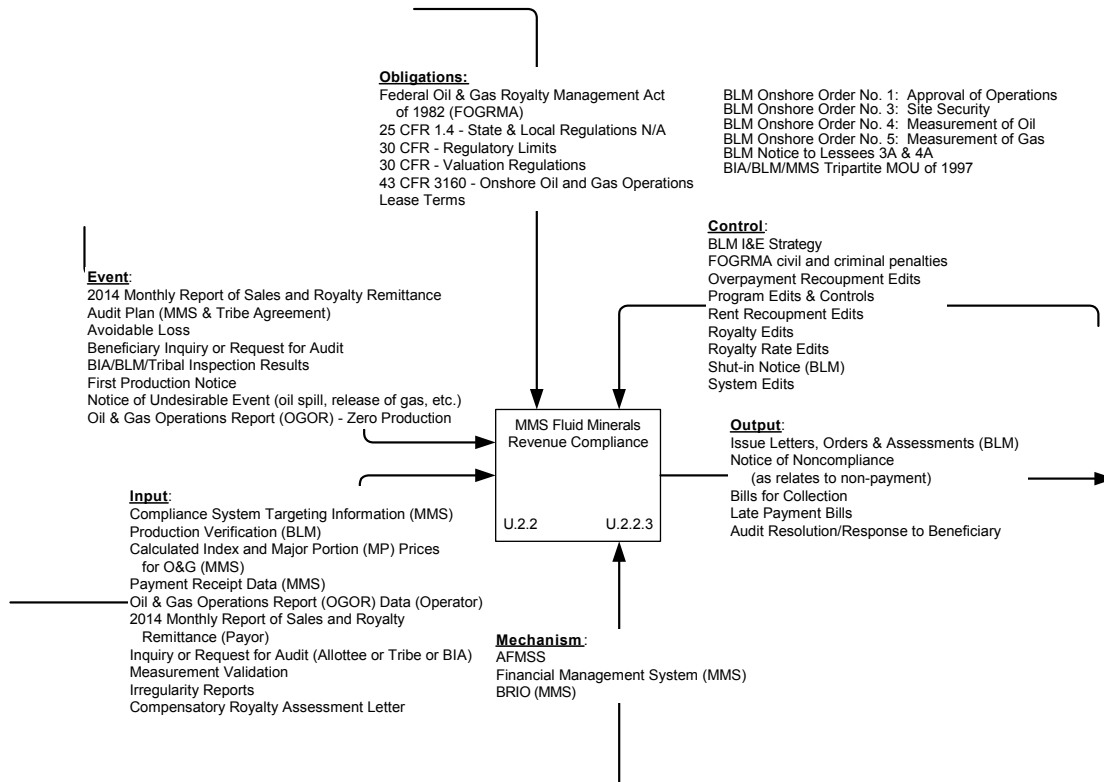 Obligations:
Federal Oil & Gas Royalty Management Act
of 1982 (FOGRMA)
25 CFR 1.4 - State & Local Regulations N/A
30 CFR - Regulatory Limits
30 CFR - Valuation Regulations
43 CFR 3160 - Onshore Oil and Gas Operations
Lease Terms
BLM Onshore Order No. 1: Approval of Operations
BLM Onshore Order No. 3: Site Security
BLM Onshore Order No. 4: Measurement of Oil
BLM Onshore Order No. 5: Measurement of Gas
BLM Notice to Lessees 3A & 4A
BIA/BLM/MMS Tripartite MOU of 1997
Control:
BLM I&E Strategy
FOGRMA civil and criminal penalties
Overpayment Recoupment Edits
Program Edits & Controls
Rent Recoupment Edits
Royalty Edits
Royalty Rate Edits
Shut-in Notice (BLM)
System Edits
Event:
2014 Monthly Report of Sales and Royalty Remittance
Audit Plan (MMS & Tribe Agreement)
Avoidable Loss
Beneficiary Inquiry or Request for Audit
BIA/BLM/Tribal Inspection Results
First Production Notice
Notice of Undesirable Event (oil spill, release of gas, etc.)
Oil & Gas Operations Report (OGOR) - Zero Production
MMS Fluid Minerals
Revenue Compliance
U.2.2 U.2.2.3
Output:
Issue Letters, Orders & Assessments (BLM)
Notice of Noncompliance
(as relates to non-payment)
Bills for Collection
Late Payment Bills
Audit Resolution/Response to Beneficiary
Input:
Compliance System Targeting Information (MMS)
Production Verification (BLM)
Calculated Index and Major Portion (MP) Prices
for O&G (MMS)
Payment Receipt Data (MMS)
Oil & Gas Operations Report (OGOR) Data (Operator)
2014 Monthly Report of Sales and Royalty
Remittance (Payor)
Inquiry or Request for Audit (Allottee or Tribe or BIA)
Measurement Validation
Irregularity Reports
Compensatory Royalty Assessment Letter
Mechanism:
AFMSS
Financial Management System (MMS)
BRIO (MMS)